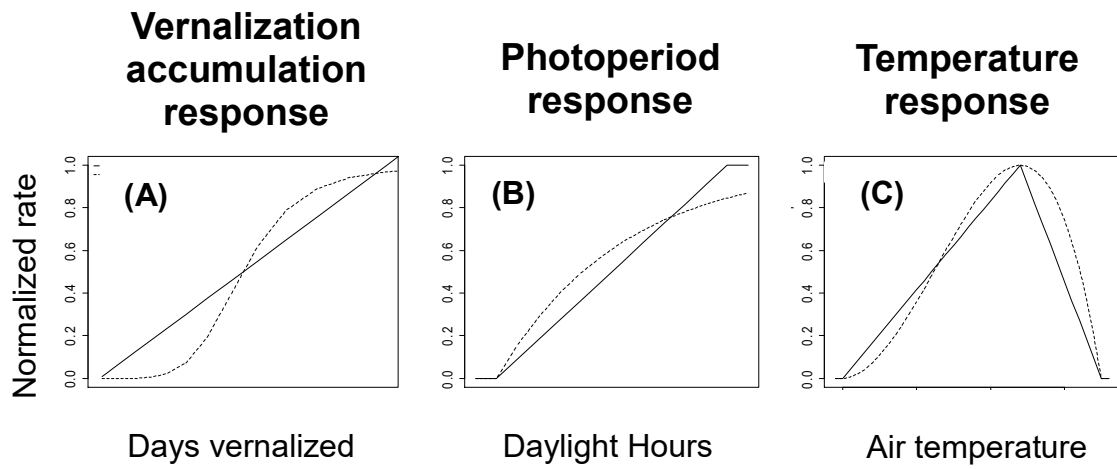 Vernalization
accumulation
response
Photoperiod
response
Temperature
response
Normalized rate
1.0
0.8
0.6
0.4
0.2
0.0
(A)
1.0
0.8
0.6
0.4
0.2
0.0
(B)
1.0
0.8
0.6
0.4
0.2
0.0
(C)
Days vernalized
Daylight Hours
Air temperature